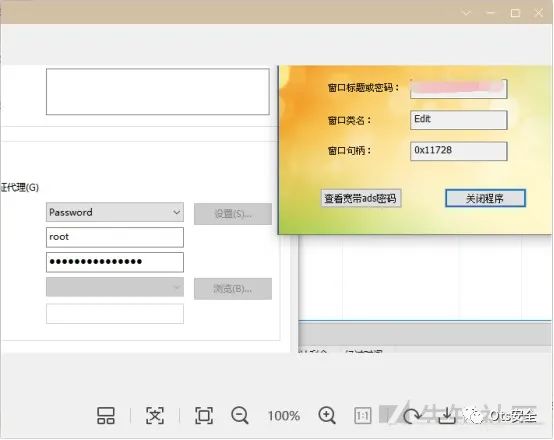 窗口标题或密码：
窗口类名： Edit
窗口句柄： 0x11728
查看宽带ads密码 关闭程序
证代理(G)
Password 设置(S)...
root
●●●●●●●●●●●●●●●
浏览(B)...
100%
1:1
Ots安全